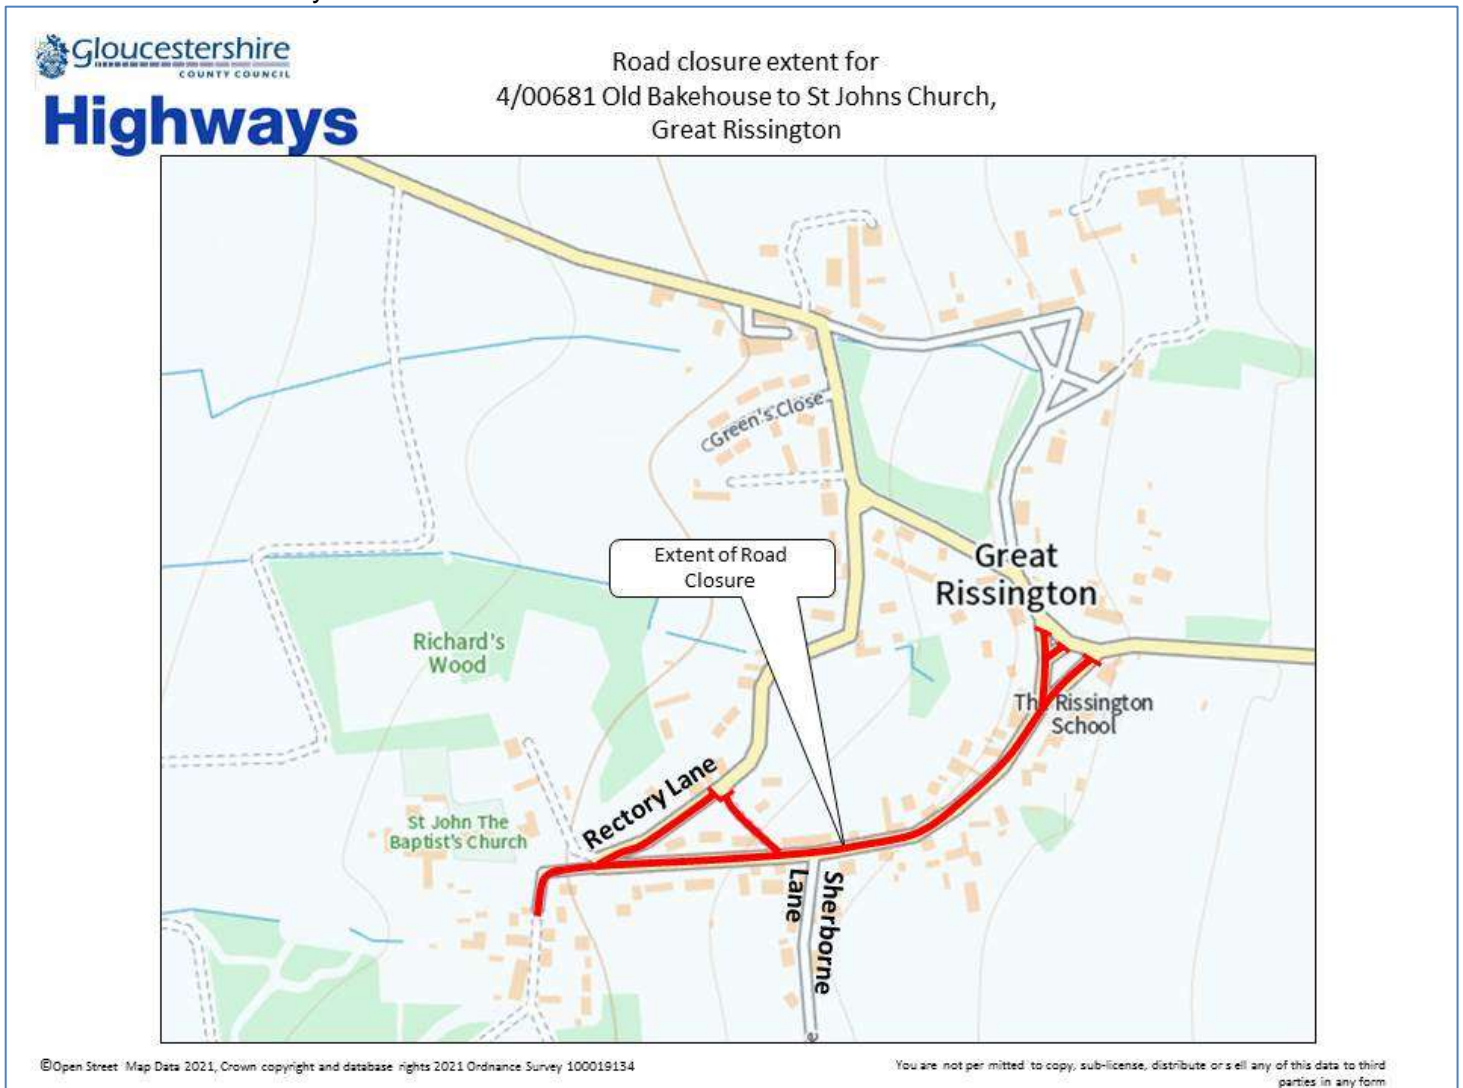 Gloucestershire
COUNTY COUNCIL
Highways
Road closure extent for
4/00681 Old Bakehouse to St Johns Church,
Great Rissington
Green's Close
Extent of Road
Closure
Great
Rissington
Richard's
Wood
The Rissington
School
Rectory Lane
St John The
Baptist's Church
Sherborne
Lane
©Open Street Map Data 2021, Crown copyright and database rights 2021 Ordnance Survey 100019134
You are not per mitted to copy, sub-license, distribute or s ell any of this data to third
parties in any form